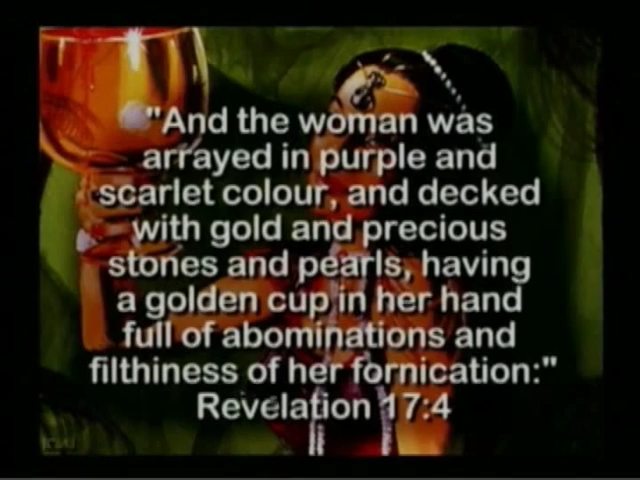 "And the woman was
arrayed in purple and
scarlet colour, and decked
with gold and precious
stones and pearls, having
a golden cup in her hand
full of abominations and
filthiness of her fornication:"
Revelation 17:4